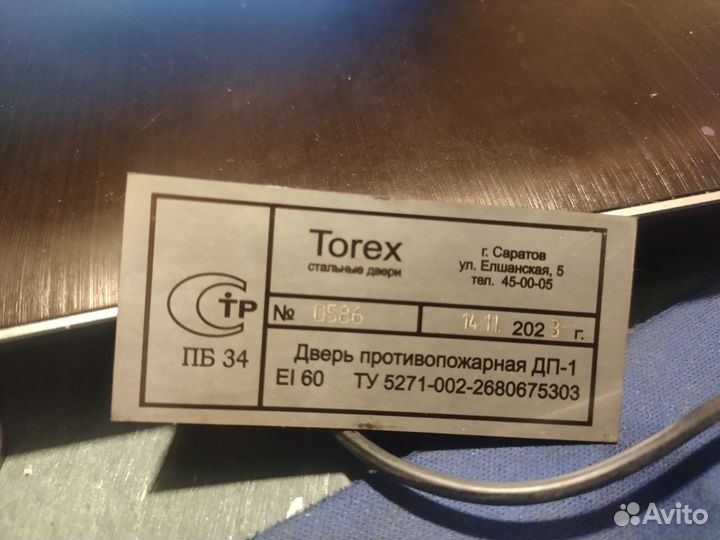 СТР
ПБ 34
Torex
стальные двери
г. Саратов
ул. Елшанская, 5
тел. 45-00-05
№ 0586
14.11. 2023 г.
Дверь противопожарная ДП-1
EI 60 ТУ 5271-002-2680675303
Avito